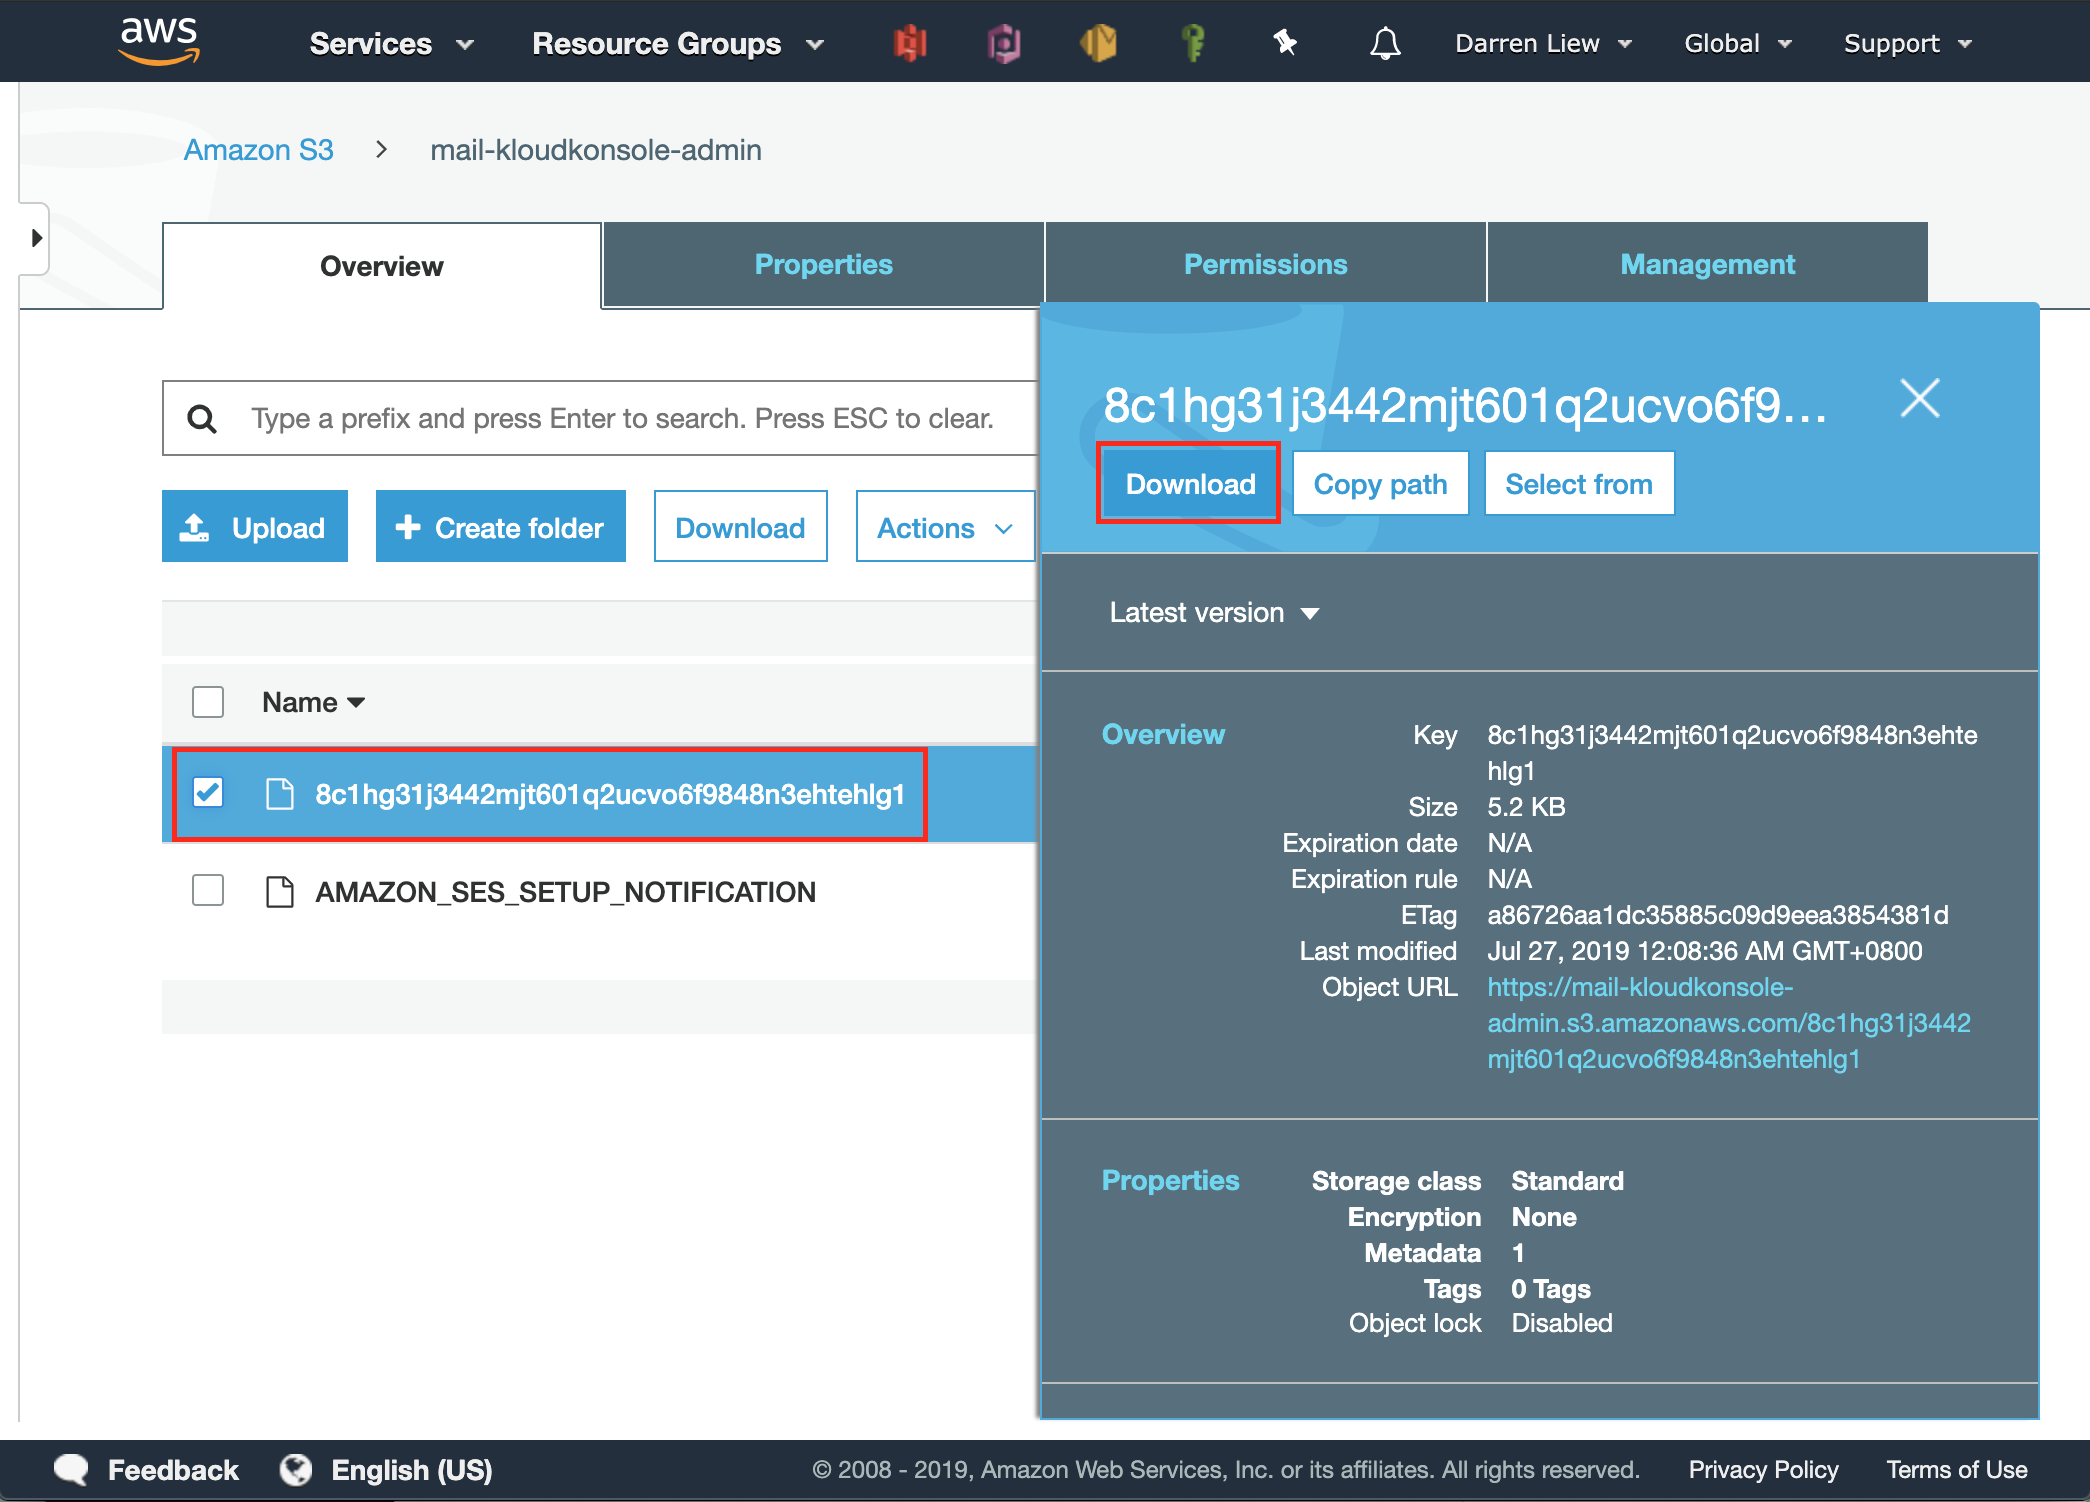 aws Services Resource Groups Darren Liew Global Support
Amazon S3 > mail-kloudkonsole-admin
Overview Properties Permissions Management
Type a prefix and press Enter to search. Press ESC to clear.
Upload Create folder Download Actions
Name
8c1hg31j3442mjt601q2ucvo6f9848n3ehtehlg1
AMAZON_SES_SETUP_NOTIFICATION
8c1hg31j3442mjt601q2ucvo6f9...
Download Copy path Select from
Latest version
Overview
Key 8c1hg31j3442mjt601q2ucvo6f9848n3ehte
hlg1
Size 5.2 KB
Expiration date N/A
Expiration rule N/A
ETag a86726aa1dc35885c09d9eea3854381d
Last modified Jul 27, 2019 12:08:36 AM GMT+0800
Object URL https://mail-kloudkonsole-
admin.s3.amazonaws.com/8c1hg31j3442
mjt601q2ucvo6f9848n3ehtehlg1
Properties
Storage class Standard
Encryption None
Metadata 1
Tags 0 Tags
Object lock Disabled
Feedback English (US) © 2008 - 2019, Amazon Web Services, Inc. or its affiliates. All rights reserved. Privacy Policy Terms of Use